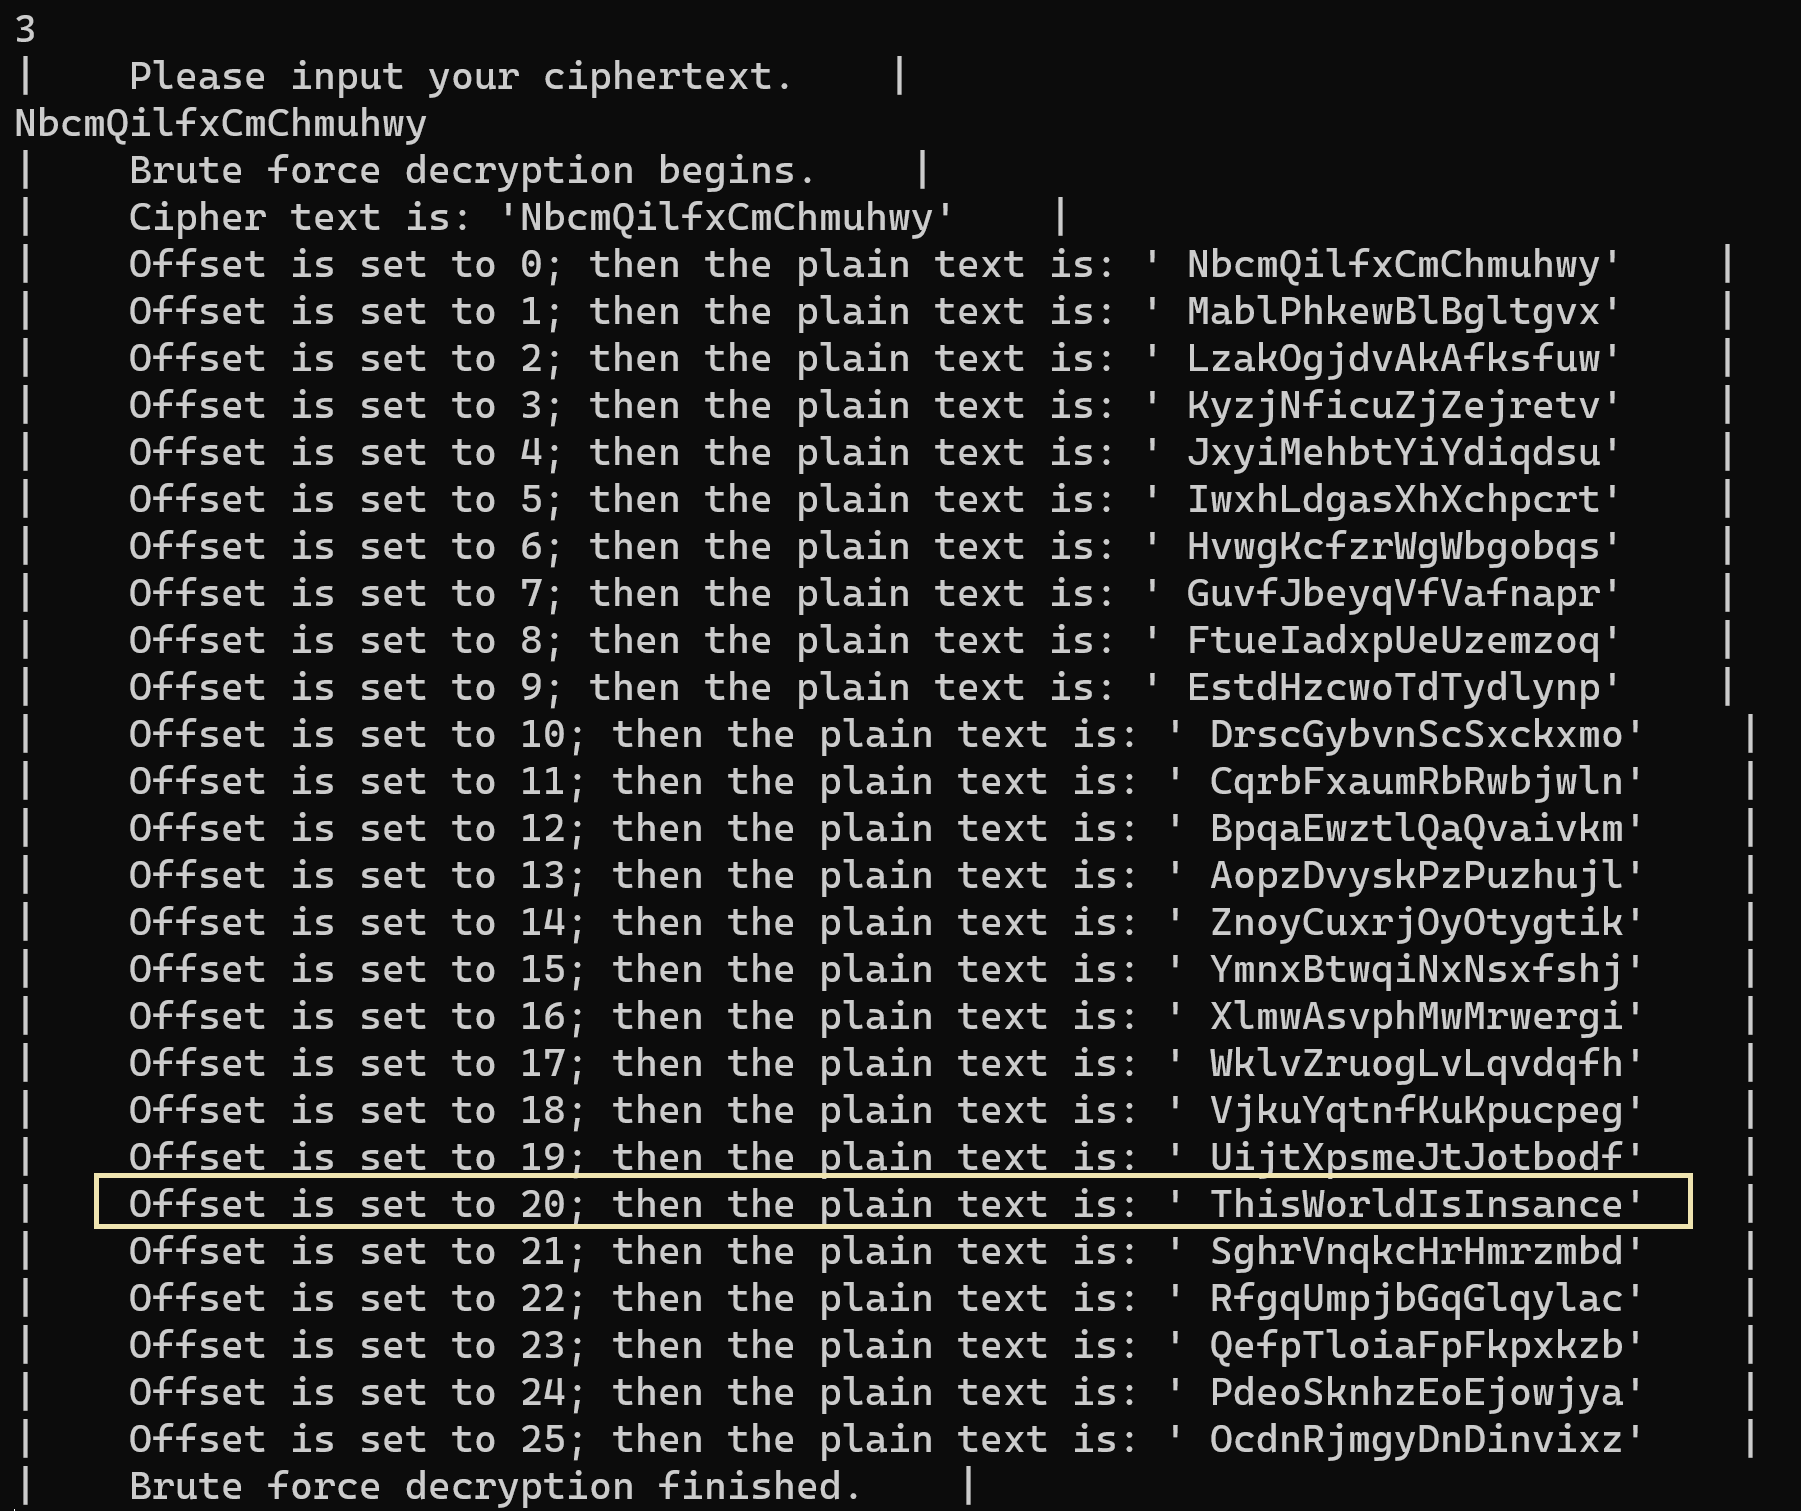 3
|    Please input your ciphertext.    |
NbcmQilfxCmChmuhwy
|    Brute force decryption begins.    |
|    Cipher text is: 'NbcmQilfxCmChmuhwy'    |
|    Offset is set to 0; then the plain text is: ' NbcmQilfxCmChmuhwy'    |
|    Offset is set to 1; then the plain text is: ' MablPhkewBlBgltgvx'    |
|    Offset is set to 2; then the plain text is: ' LzakOgjdvAkAfksfuw'    |
|    Offset is set to 3; then the plain text is: ' KyzjNficuZjZejretv'    |
|    Offset is set to 4; then the plain text is: ' JxyiMehbtYiYdiqdsu'    |
|    Offset is set to 5; then the plain text is: ' IwxhLdgasXhXchpcrt'    |
|    Offset is set to 6; then the plain text is: ' HvwgKcfzrWgWbgobqs'    |
|    Offset is set to 7; then the plain text is: ' GuvfJbeyqVfVafnapr'    |
|    Offset is set to 8; then the plain text is: ' FtueIadxpUeUzemzoq'    |
|    Offset is set to 9; then the plain text is: ' EstdHzcwoTdTydlynp'    |
|    Offset is set to 10; then the plain text is: ' DrscGybvnScSxckxmo'    |
|    Offset is set to 11; then the plain text is: ' CqrbFxaumRbRwbjwln'    |
|    Offset is set to 12; then the plain text is: ' BpqaEwztlQaQvaivkm'    |
|    Offset is set to 13; then the plain text is: ' AopzDvyskPzPuzhujl'    |
|    Offset is set to 14; then the plain text is: ' ZnoyCuxrjOyOtygtik'    |
|    Offset is set to 15; then the plain text is: ' YmnxBtwqiNxNsxfshj'    |
|    Offset is set to 16; then the plain text is: ' XlmwAsvphMwMrwergi'    |
|    Offset is set to 17; then the plain text is: ' WklvZruogLvLqvdqfh'    |
|    Offset is set to 18; then the plain text is: ' VjkuYqtnfKuKpucpeg'    |
|    Offset is set to 19; then the plain text is: ' UijtXpsmeJtJotbodf'    |
|    Offset is set to 20; then the plain text is: ' ThisWorldIsInsance'    |
|    Offset is set to 21; then the plain text is: ' SghrVnqkcHrHmrzmbd'    |
|    Offset is set to 22; then the plain text is: ' RfgqUmpjbGqGlqylac'    |
|    Offset is set to 23; then the plain text is: ' QefpTloiaFpFkpxkzb'    |
|    Offset is set to 24; then the plain text is: ' PdeoSknhzEoEjowjya'    |
|    Offset is set to 25; then the plain text is: ' OcdnRjmgyDnDinvixz'    |
|    Brute force decryption finished.    |